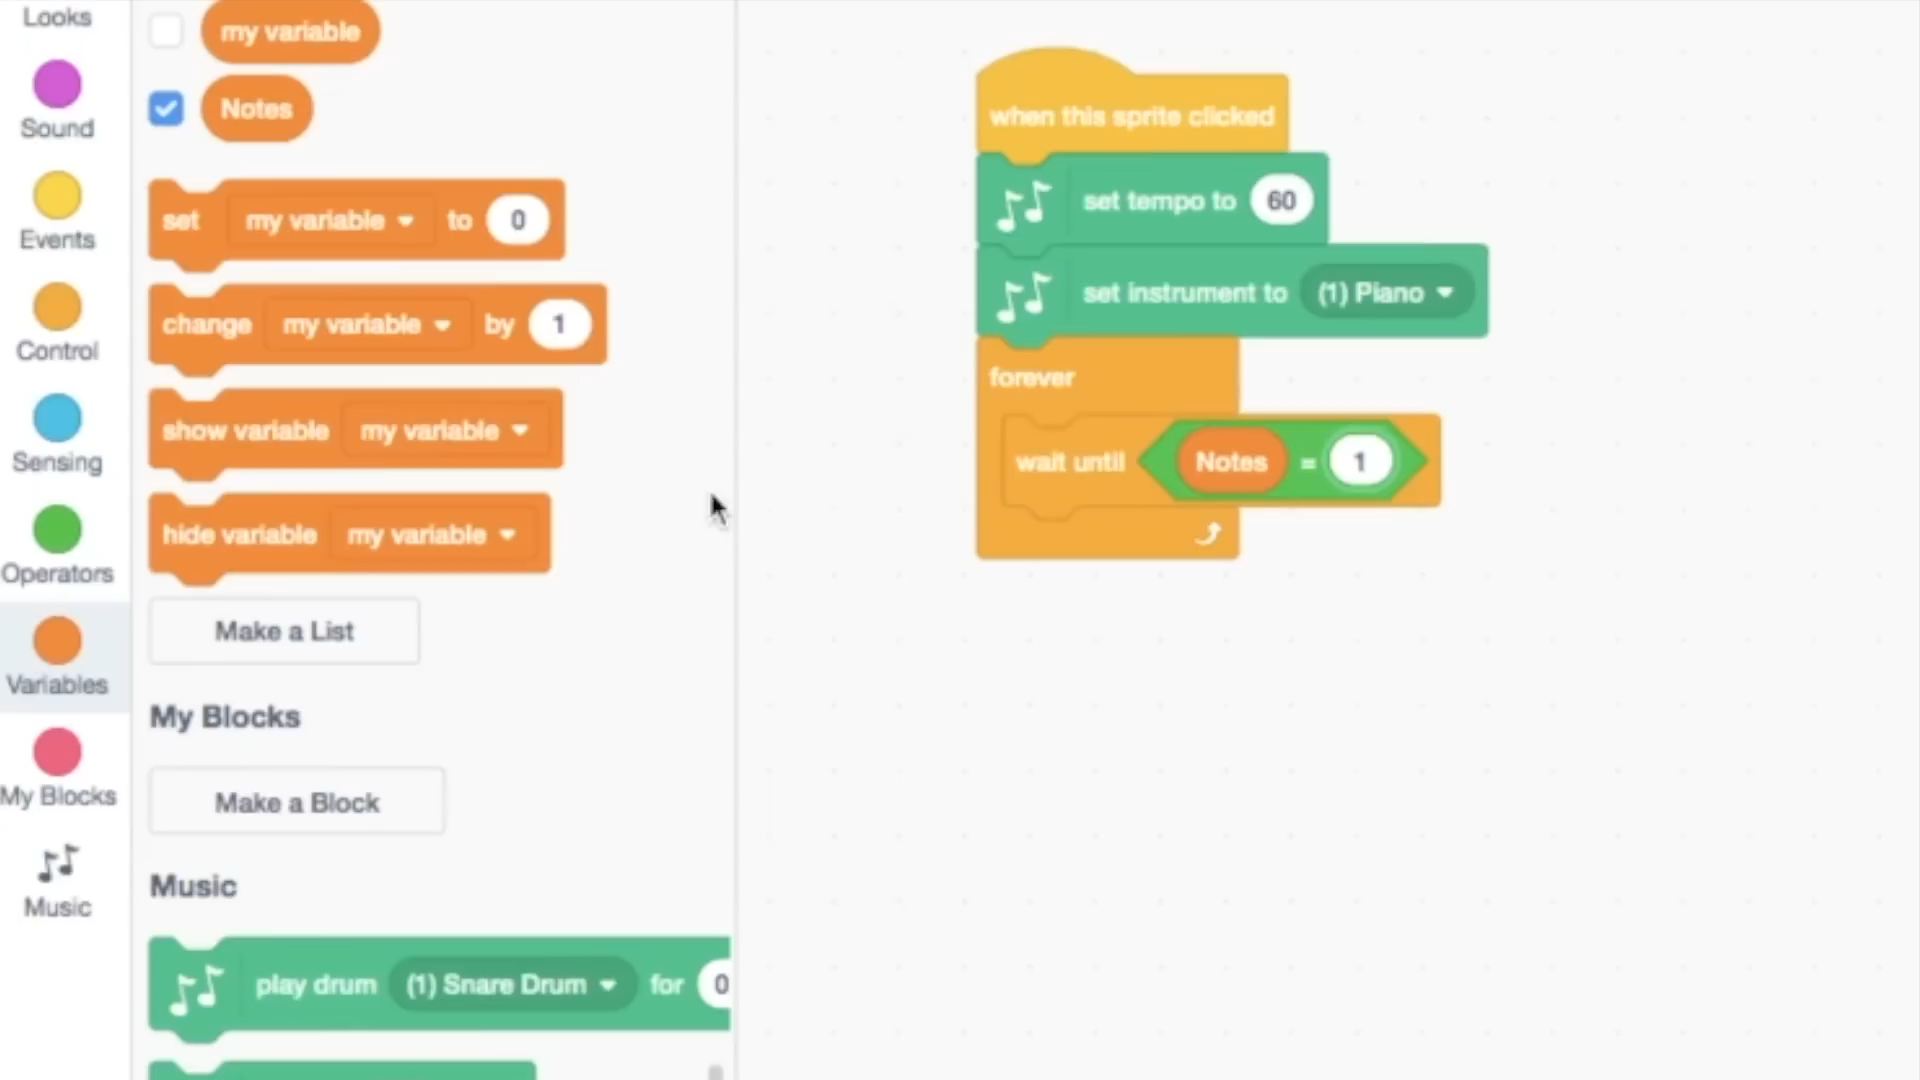 Looks
Sound
Events
Control
Sensing
Operators
Variables
My Blocks
Music
my variable
Notes
set my variable to 0
change my variable by 1
show variable my variable
hide variable my variable
Make a List
My Blocks
Make a Block
Music
play drum (1) Snare Drum for 0
when this sprite clicked
set tempo to 60
set instrument to (1) Piano
forever
wait until Notes = 1